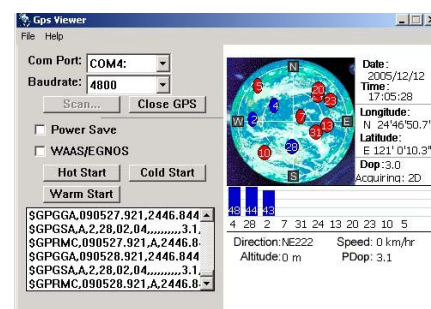 Gps Viewer
File Help
Com Port: COM4:
Baudrate: 4800
Scan... Close GPS
Power Save
WAAS/EGNOS
Hot Start Cold Start
Warm Start
$GPGGA,090527.921,2446.844
$GPGSA,A,2,28,02,04,,,,,,,,,3.1,
$GPRMC,090527.921,A,2446.8
$GPGGA,090528.921,2446.844
$GPGSA,A,2,28,02,04,,,,,,,,,3.1,
$GPRMC,090528.921,A,2446.8
N
5
20
23
4
7
W
2
E
13
31
10
28
S
Date:
2005/12/12
Time:
17:05:28
Longitude:
N 24'46'50.7"
Latitude:
E 121' 0'10.3"
Dop:3.0
Acquiring: 2D
48 44 43
4 28 2 7 31 24 13 20 23 10 5
Direction:NE222 Speed: 0 km/hr
Altitude:0 m PDop: 3.1